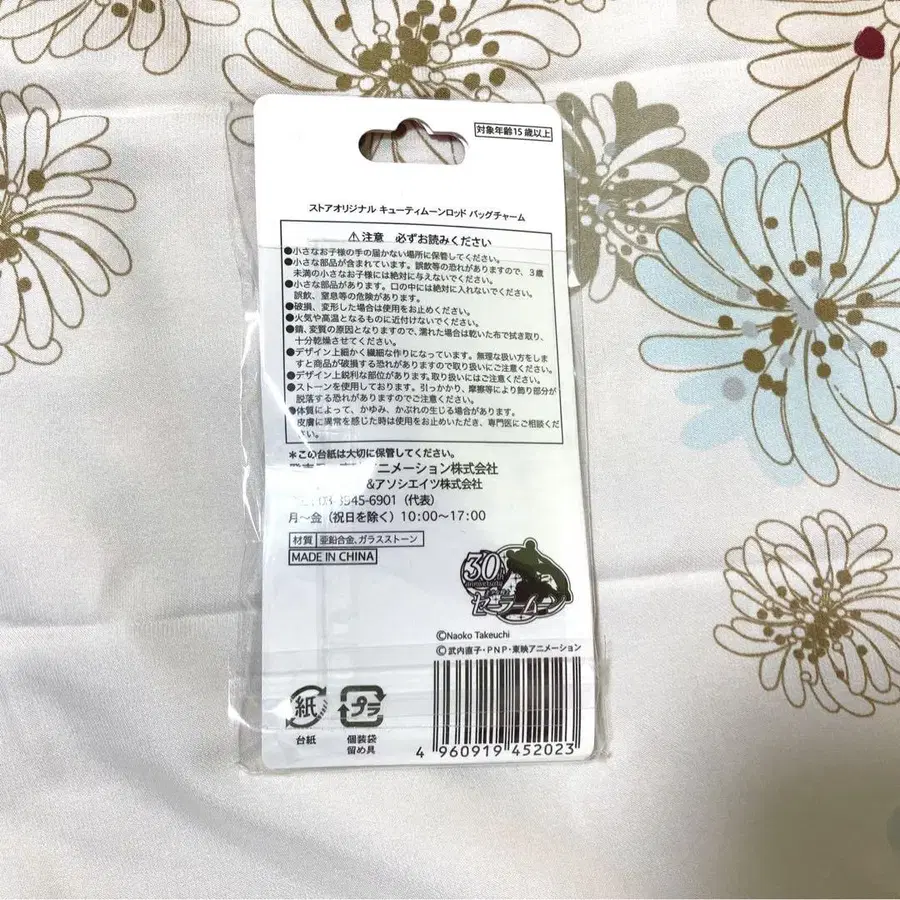 対象年齢15歳以上
ストアオリジナル キューティムーンロッド バッグチャーム
⚠注意 必ずお読みください
●小さなお子様の手の届かない場所に保管してください。
●小さな部品が含まれています。誤飲等の恐れがありますので、3歳
未満の小さなお子様には絶対に与えないでください。
●小さな部品があります。口の中には絶対に入れないでください。
誤飲、窒息等の危険があります。
●破損、変形した場合は使用をお止めください。
●火気や高温となるものに近付けないでください。
●錆、変質の原因となりますので、濡れた場合は乾いた布で拭き取り、
十分乾燥させてください。
●デザイン上細かく繊細な作りになっています。無理な扱い方をしま
すと商品が破損する恐れがありますので取り扱いにご注意ください。
●デザイン上鋭利な部位があります。取り扱いにはご注意ください。
●ストーンを使用しております。引っかかり、摩擦等により飾り部分が
脱落する恐れがありますのでご注意ください。
●体質によって、かゆみ、かぶれの生じる場合があります。
皮膚に異常を感じた時は使用をお止めいただき、専門医にご相談くだ
さい。
*この台紙は大切に保管してください。
アニメーション株式会社
&アソシエイツ株式会社
03-3945-6901(代表)
月~金(祝日を除く)10:00~17:00
材質 亜鉛合金、ガラスストーン
MADE IN CHINA
30th
anniversary
セーラームーン
©Naoko Takeuchi
©武内直子・PNP・東映アニメーション
紙
台紙
プラ
個装袋
留め具
4 960919 452023